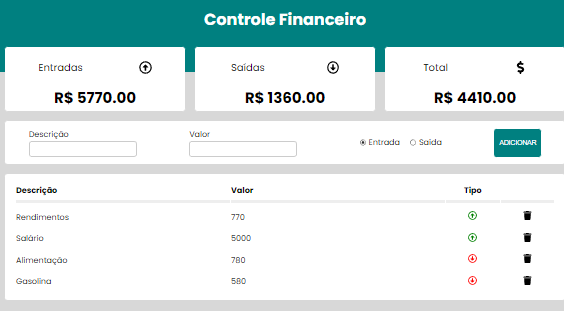 Controle Financeiro
Entradas
R$ 5770.00
Saídas
R$ 1360.00
Total
$
R$ 4410.00
Descrição
Valor
Entrada
Saída
ADICIONAR
Descrição Valor Tipo
Rendimentos 770
Salário 5000
Alimentação 780
Gasolina 580